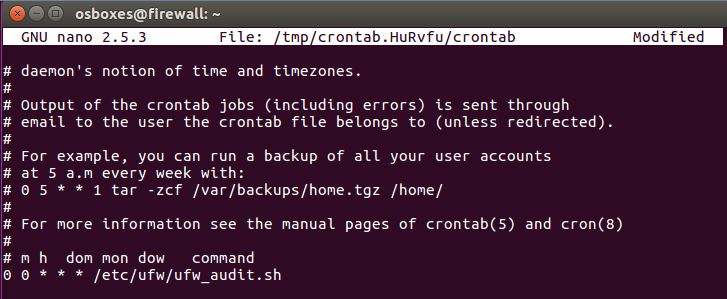 osboxes@firewall: ~
GNU nano 2.5.3 File: /tmp/crontab.HuRvfu/crontab Modified
# daemon's notion of time and timezones.
#
# Output of the crontab jobs (including errors) is sent through
# email to the user the crontab file belongs to (unless redirected).
#
# For example, you can run a backup of all your user accounts
# at 5 a.m every week with:
# 0 5 * * 1 tar -zcf /var/backups/home.tgz /home/
#
# For more information see the manual pages of crontab(5) and cron(8)
#
# m h  dom mon dow   command
0 0 * * * /etc/ufw/ufw_audit.sh